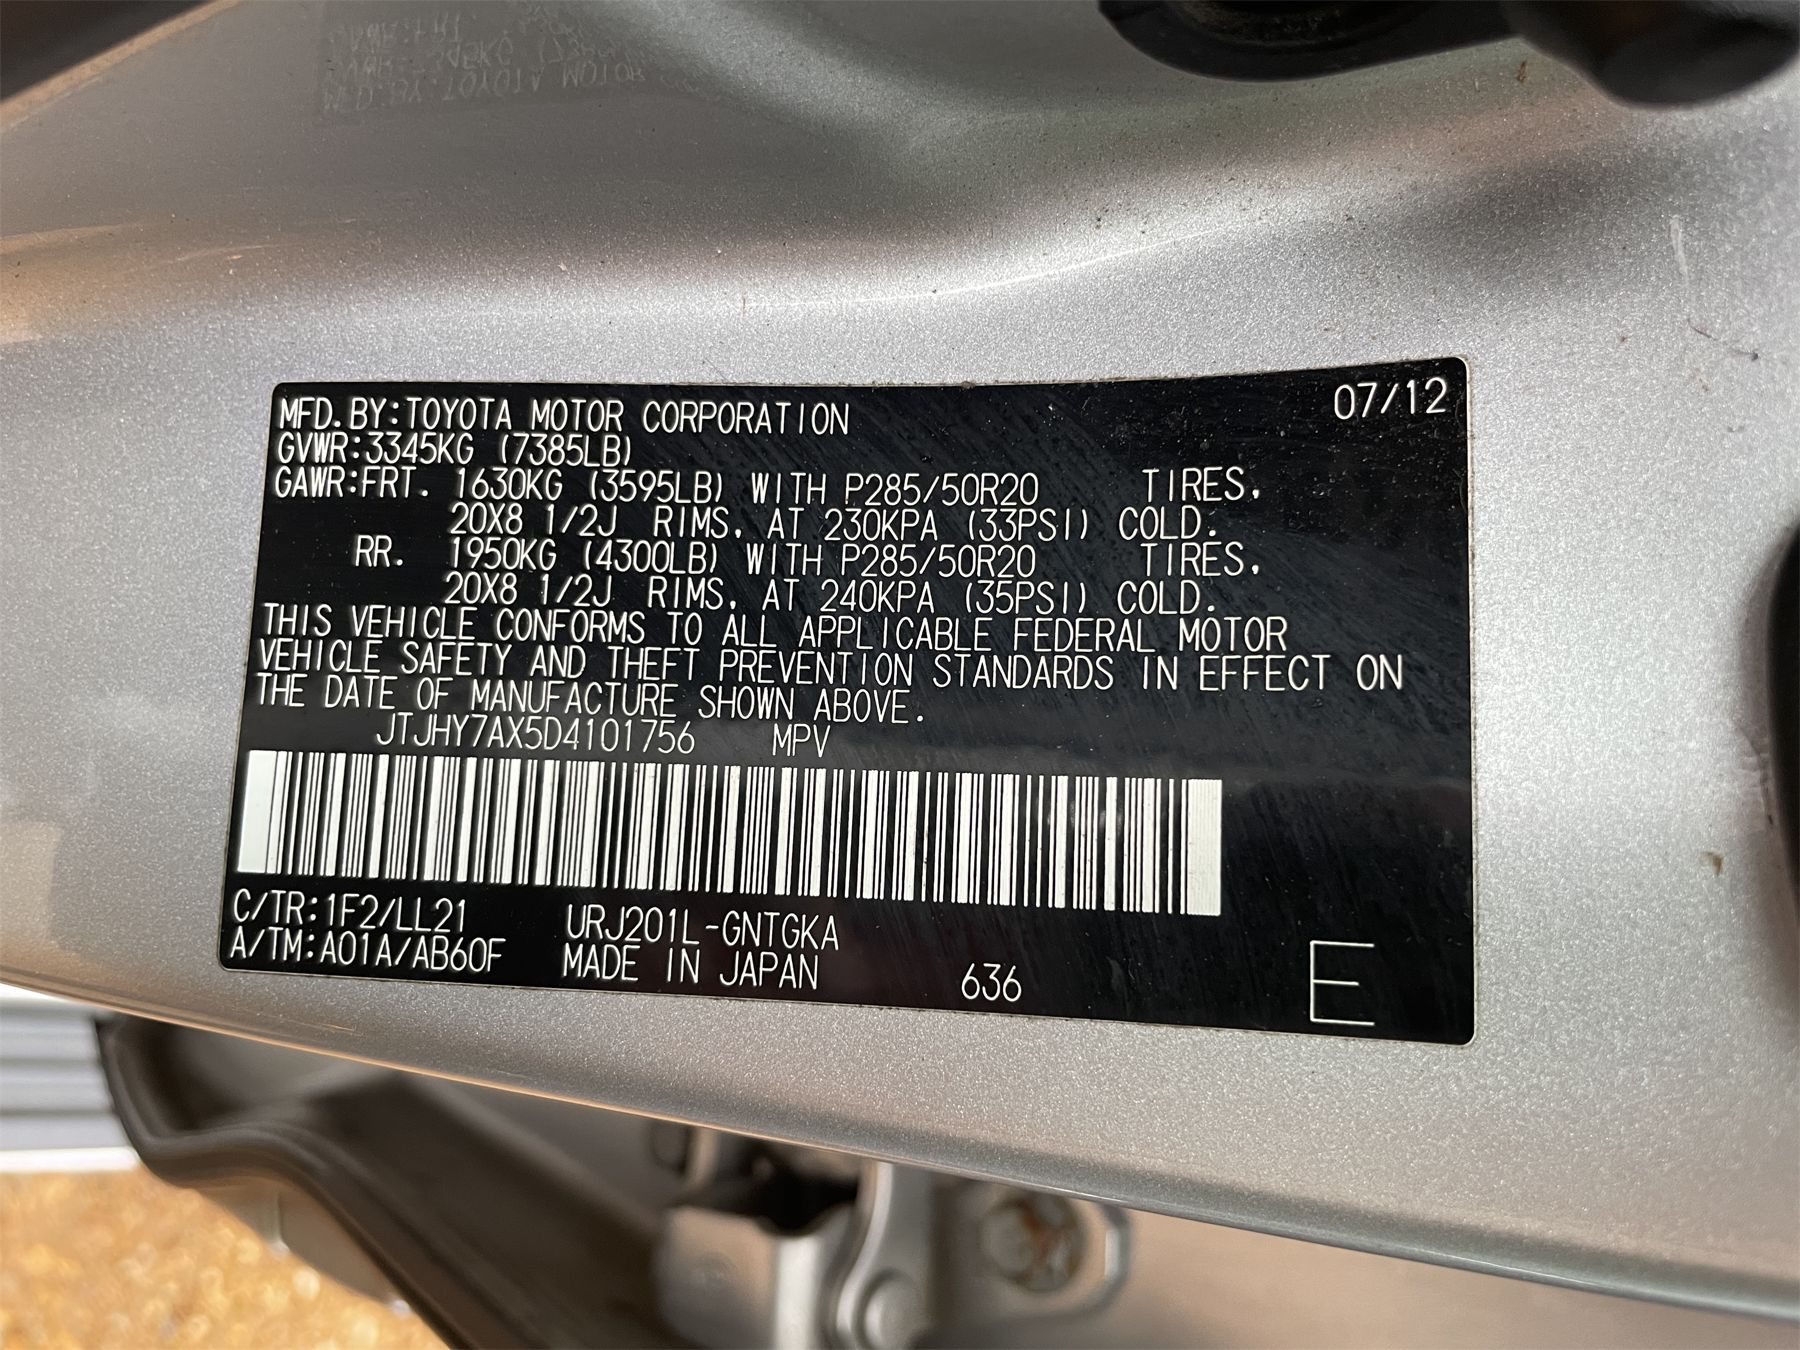 07/12
MFD.BY:TOYOTA MOTOR CORPORATION
GVWR:3345KG (7385LB)
GAWR:FRT. 1630KG (3595LB) WITH P285/50R20 TIRES,
20X8 1/2J RIMS, AT 230KPA (33PSI) COLD.
RR. 1950KG (4300LB) WITH P285/50R20 TIRES,
20X8 1/2J RIMS, AT 240KPA (35PSI) COLD.
THIS VEHICLE CONFORMS TO ALL APPLICABLE FEDERAL MOTOR
VEHICLE SAFETY AND THEFT PREVENTION STANDARDS IN EFFECT ON
THE DATE OF MANUFACTURE SHOWN ABOVE.
JTJHY7AX5D4101756 MPV
C/TR:1F2/LL21 URJ201L-GNTGKA
A/TM:A01A/AB60F MADE IN JAPAN 636 E